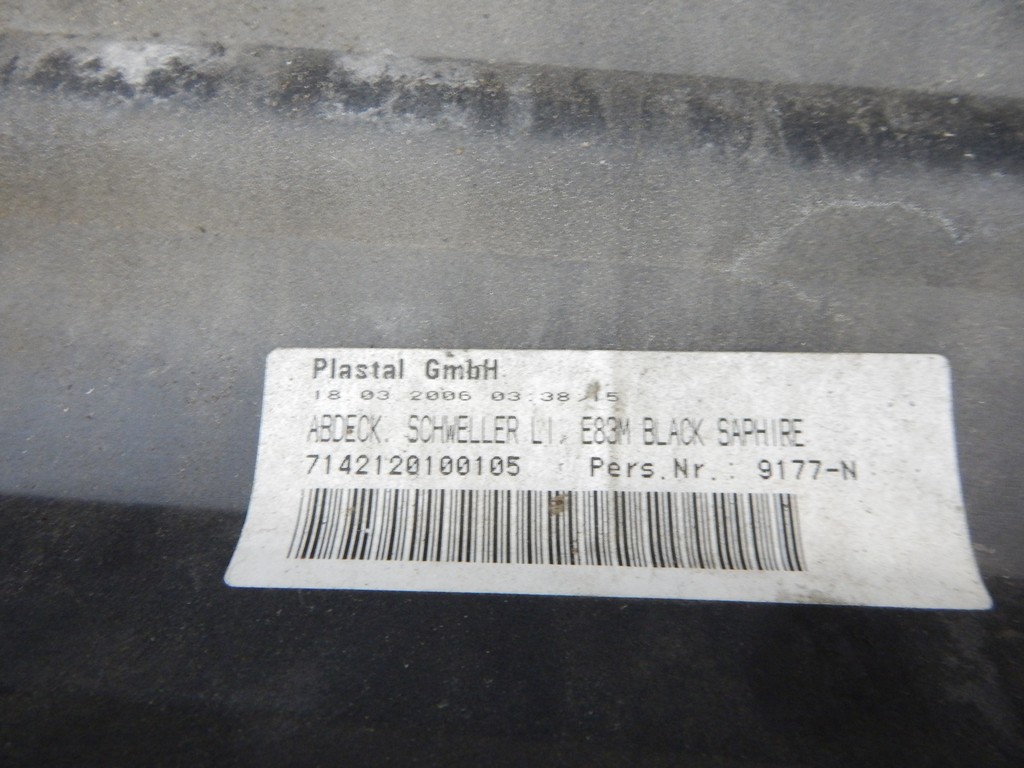 Plastal GmbH
18 03 2006 03:38:15
ABDECK. SCHWELLER LI. E83M BLACK SAPHIRE
7142120100105 Pers.Nr.: 9177-N